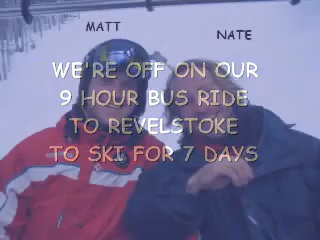 MATT
NATE
WE'RE OFF ON OUR
9 HOUR BUS RIDE
TO REVELSTOKE
TO SKI FOR 7 DAYS